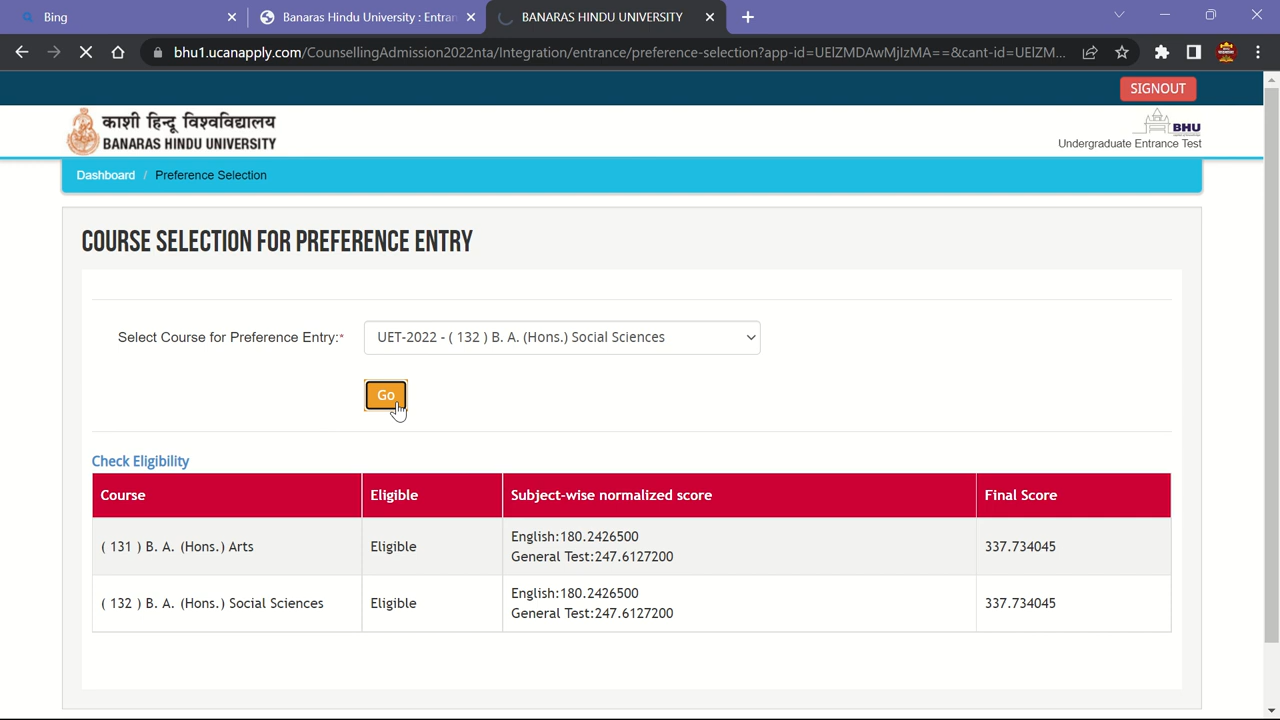 Bing
Banaras Hindu University : Entran
BANARAS HINDU UNIVERSITY
bhu1.ucanapply.com/CounsellingAdmission2022nta/Integration/entrance/preference-selection?app-id=UElZMDAwMjIzMA==&cant-id=UElZM...
SIGNOUT
काशी हिन्दू विश्वविद्यालय
BANARAS HINDU UNIVERSITY
BHU
Undergraduate Entrance Test
Dashboard / Preference Selection
COURSE SELECTION FOR PREFERENCE ENTRY
Select Course for Preference Entry:* UET-2022 - ( 132 ) B. A. (Hons.) Social Sciences
Go
Check Eligibility
Course Eligible Subject-wise normalized score Final Score
( 131 ) B. A. (Hons.) Arts Eligible English:180.2426500 337.734045
General Test:247.6127200
( 132 ) B. A. (Hons.) Social Sciences Eligible English:180.2426500 337.734045
General Test:247.6127200